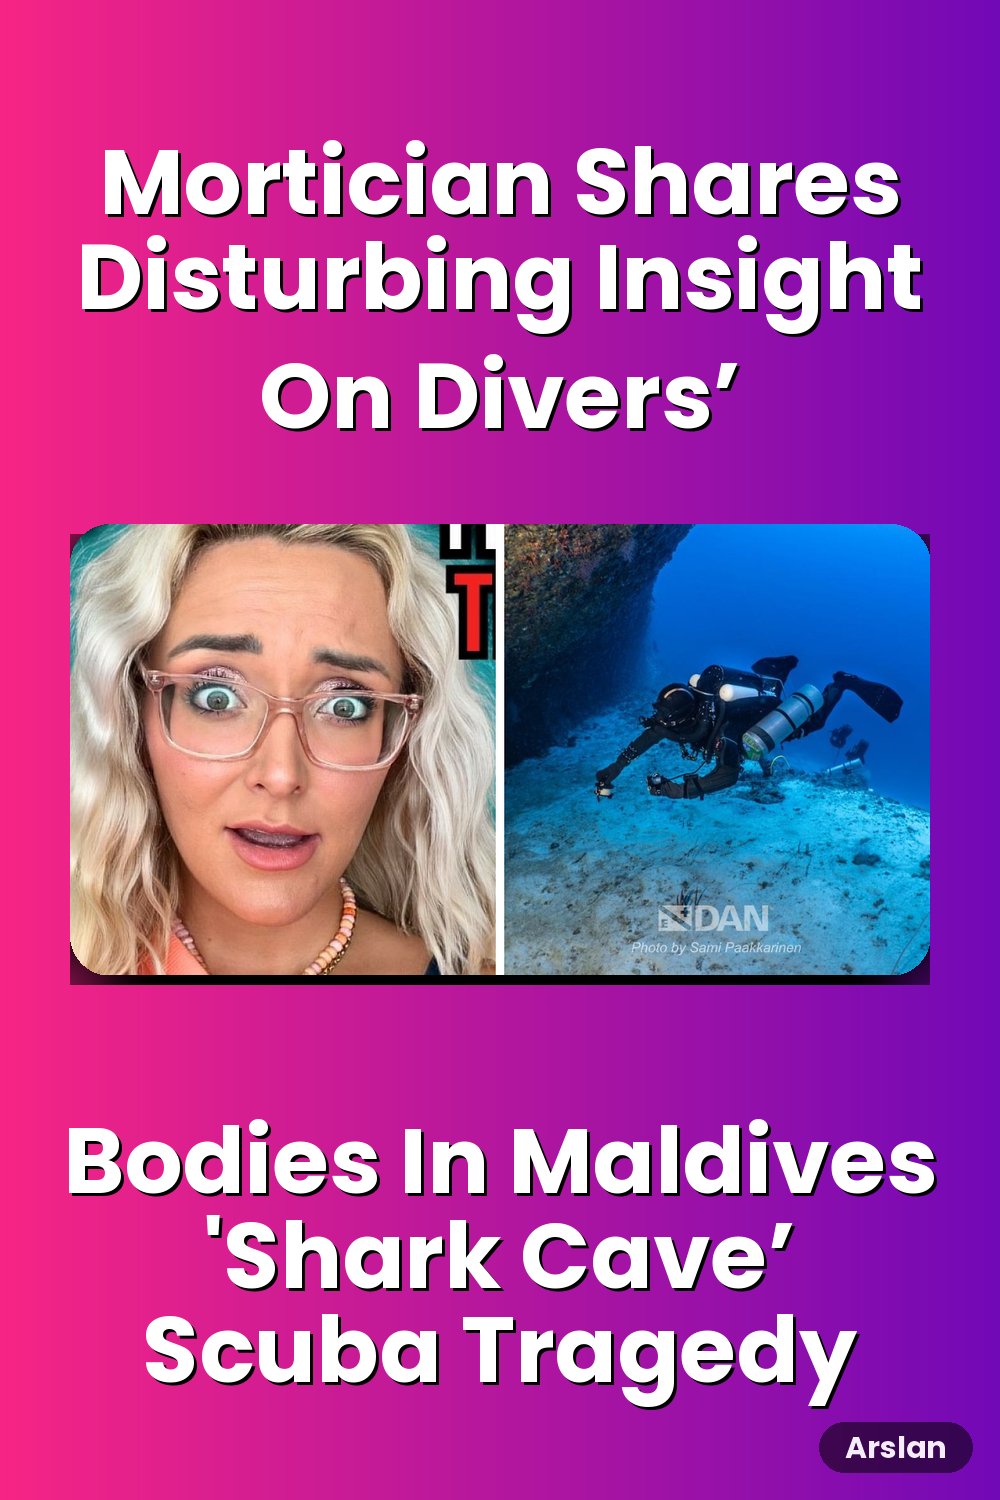 Mortician Shares
Disturbing Insight
On Divers’
T
DAN
Photo by Sami Paakkarinen
Bodies In Maldives
'Shark Cave’
Scuba Tragedy
Arslan